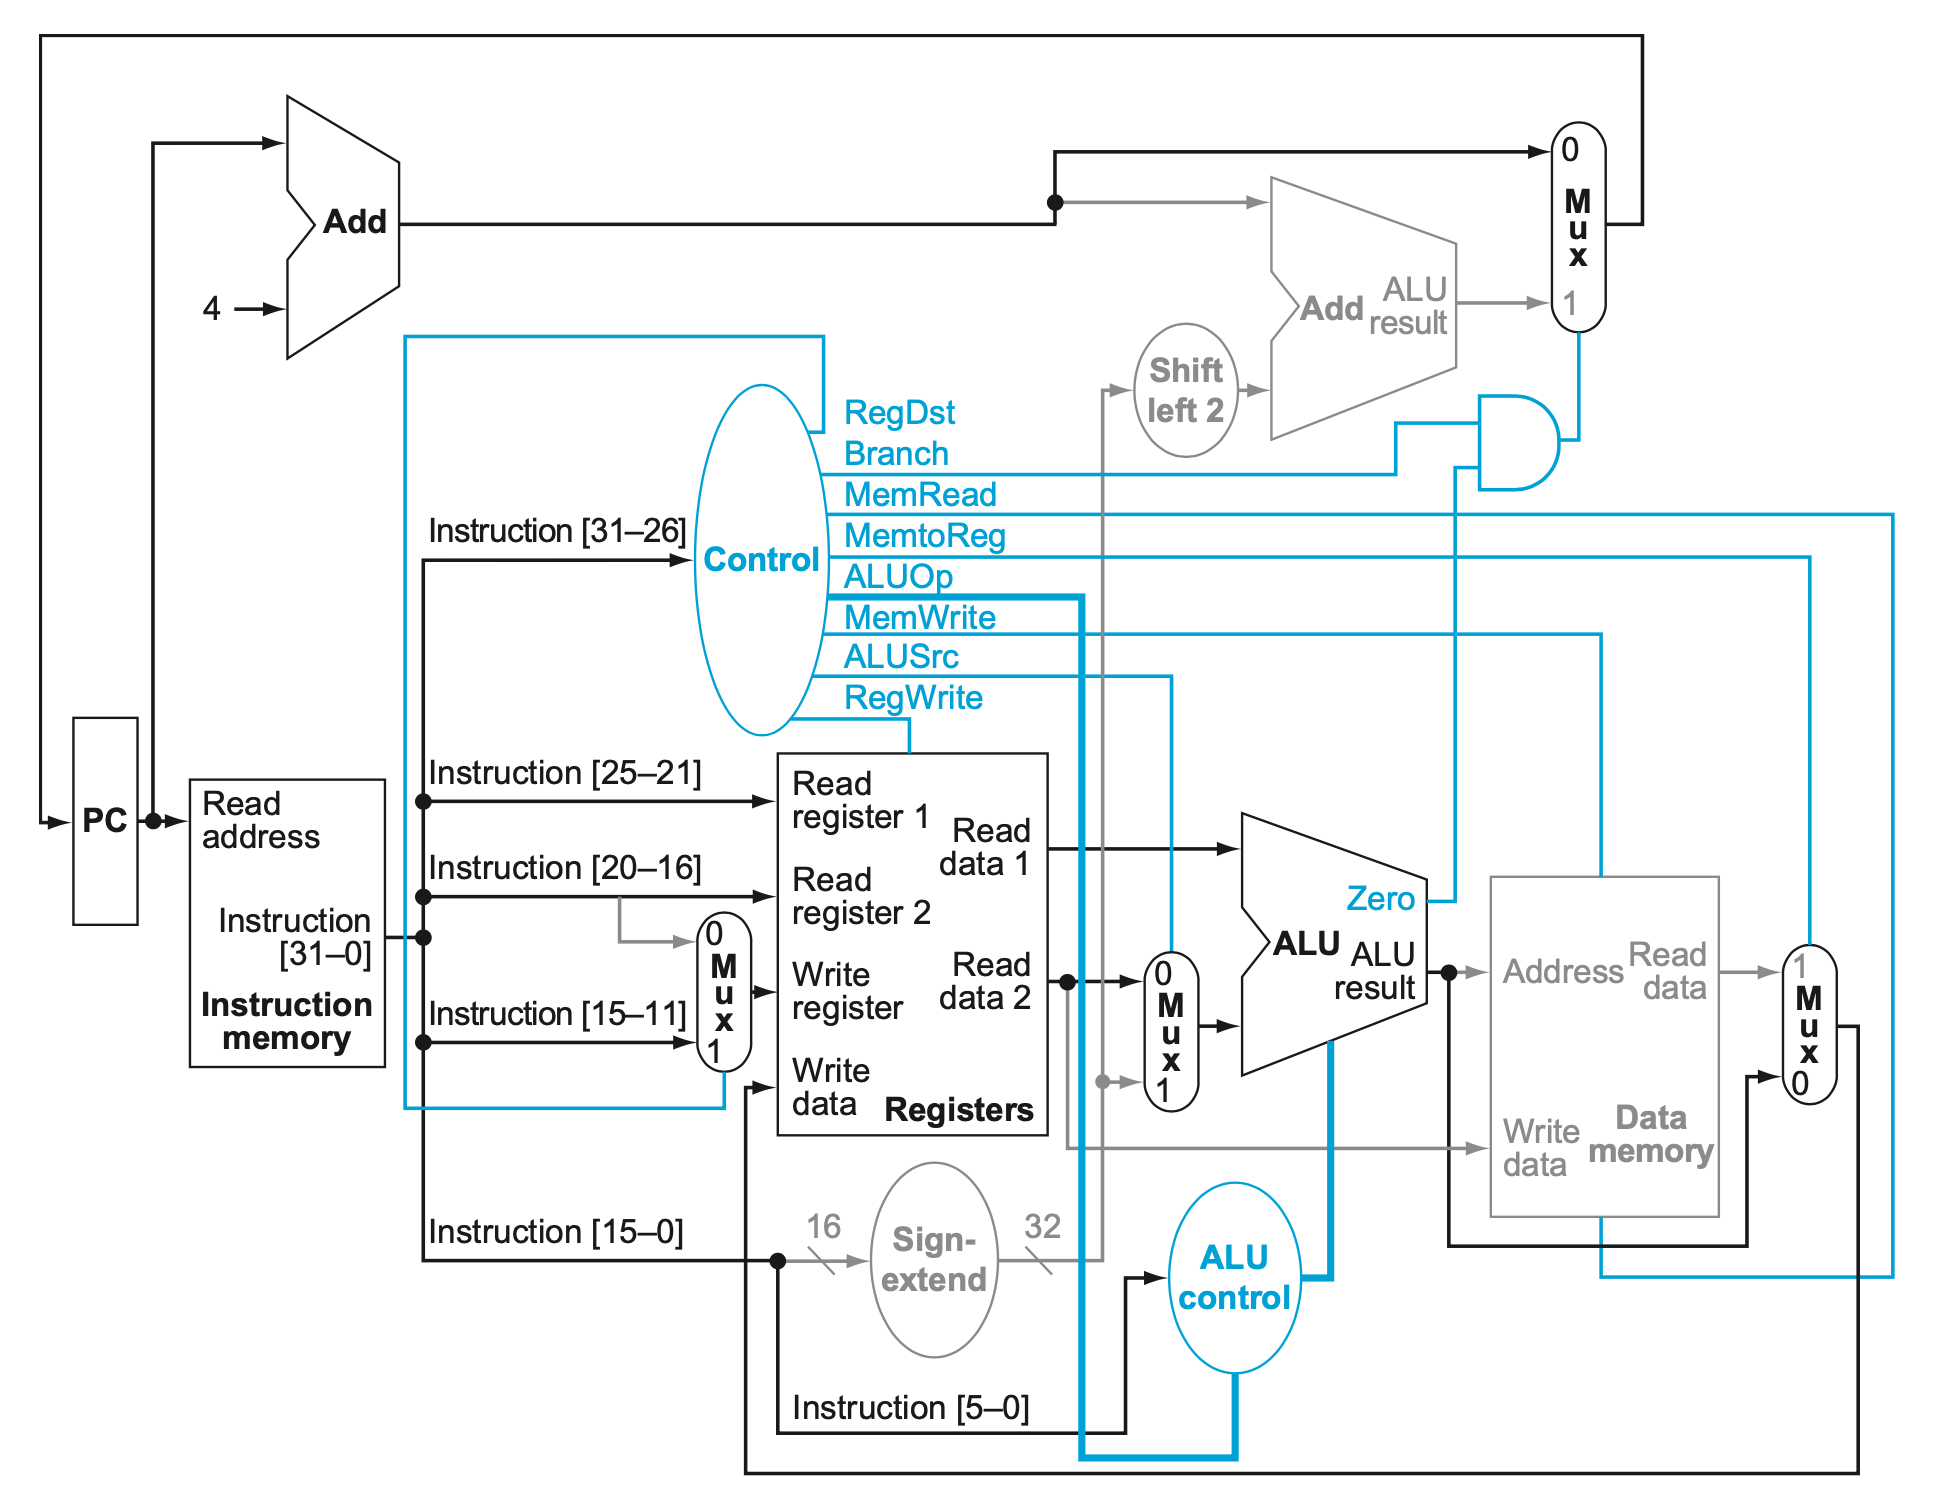 0
M
u
x
1
Add
4
ALU
Add result
Shift
left 2
RegDst
Branch
MemRead
MemtoReg
ALUOp
MemWrite
ALUSrc
RegWrite
Instruction [31–26]
Control
Instruction [25–21]
Instruction [20–16]
Instruction [15–11]
Instruction [15–0]
Instruction [5–0]
PC
Read
address
Instruction
[31–0]
Instruction
memory
0
M
u
x
1
Read
register 1
Read
register 2
Write
register
Write
data
Read
data 1
Read
data 2
Registers
0
M
u
x
1
Zero
ALU
ALU
result
Address
Read
data
Write
data
Data
memory
1
M
u
x
0
16
Sign-
extend
32
ALU
control